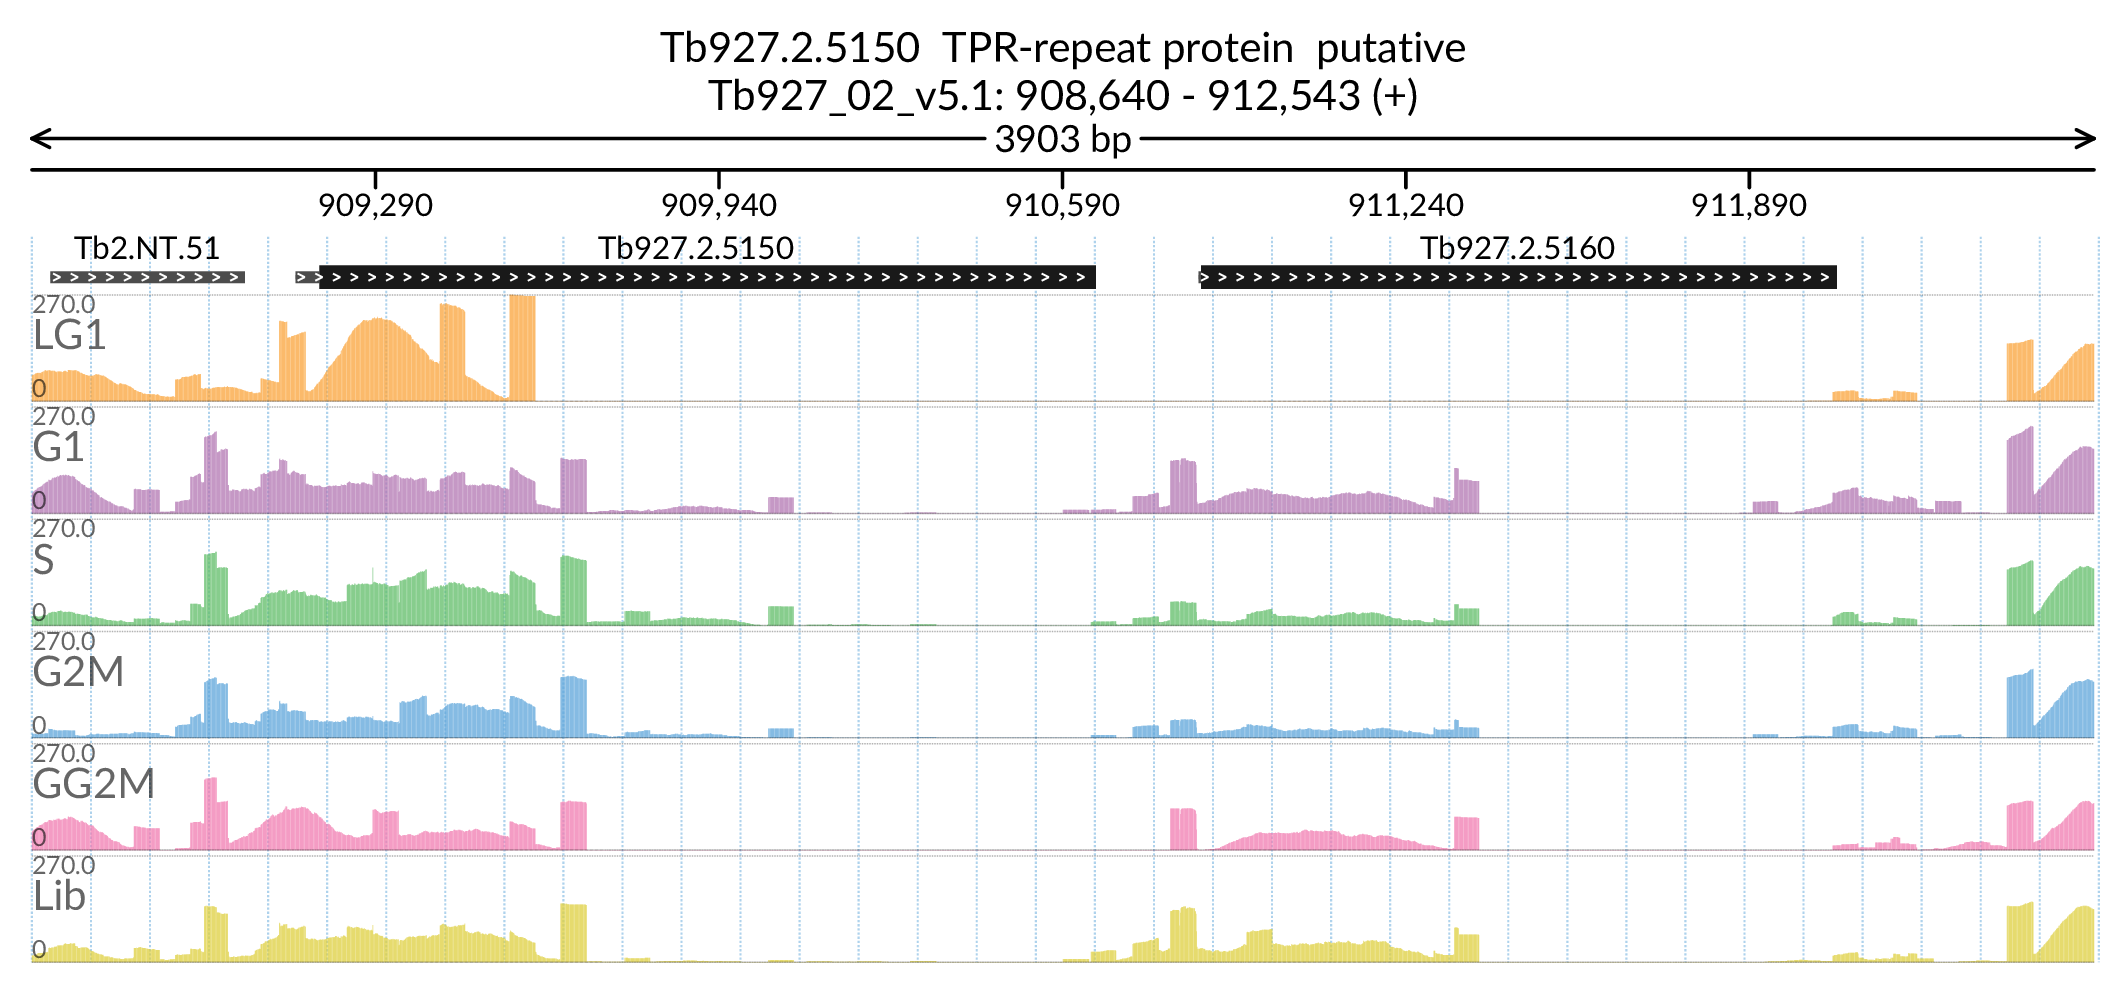 Tb927.2.5150  TPR-repeat protein  putative
Tb927_02_v5.1: 908,640 - 912,543 (+)
3903 bp
909,290 909,940 910,590 911,240 911,890
Tb2.NT.51 Tb927.2.5150 Tb927.2.5160
270.0
LG1
0
270.0
G1
0
270.0
S
0
270.0
G2M
0
270.0
GG2M
0
270.0
Lib
0